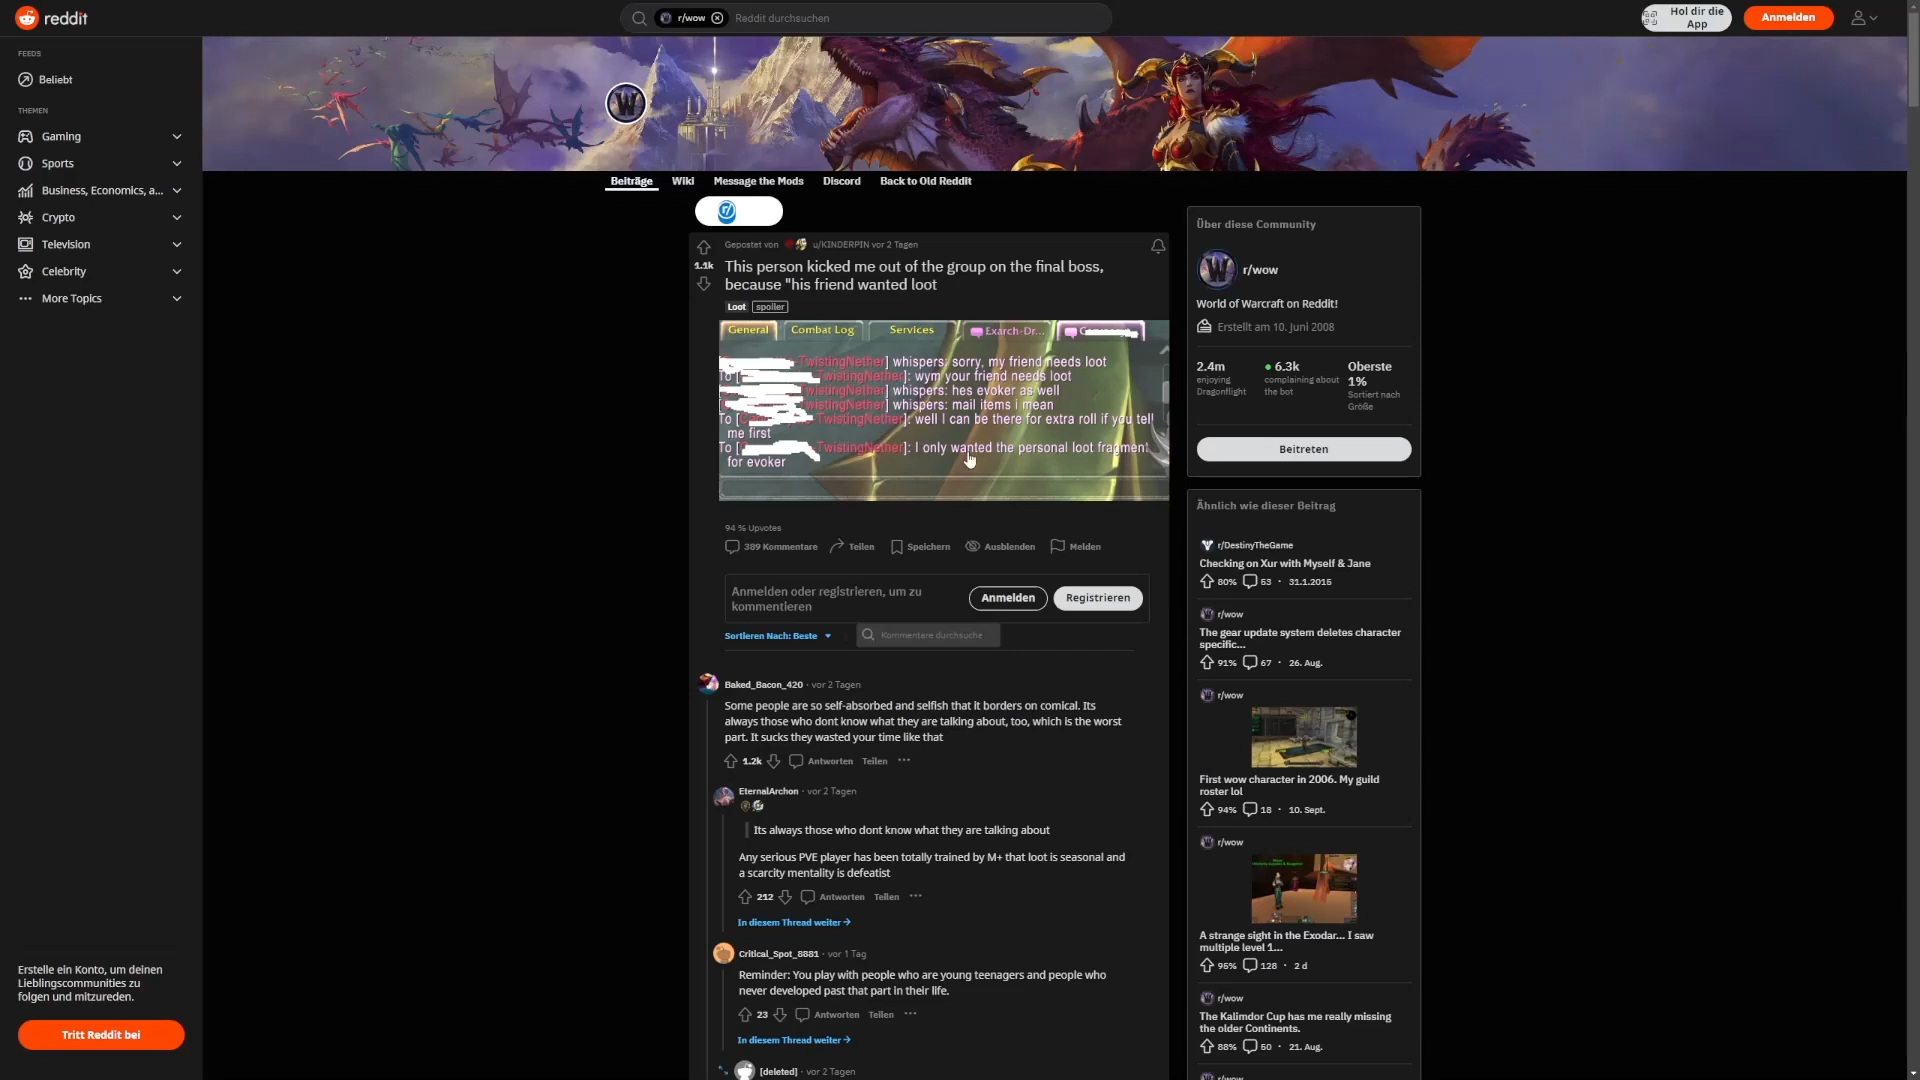 reddit
r/wow
Reddit durchsuchen
Hol dir die
App
Anmelden
FEEDS
Beliebt
THEMEN
Gaming
Sports
Business, Economics, a...
Crypto
Television
Celebrity
More Topics
Erstelle ein Konto, um deinen
Lieblingscommunities zu
folgen und mitzureden.
Tritt Reddit bei
Beiträge Wiki Message the Mods Discord Back to Old Reddit
r/
Gepostet von u/KINDERPIN vor 2 Tagen
1.1k
This person kicked me out of the group on the final boss,
because "his friend wanted loot
Loot spoiler
General Combat Log Services Exarch-Dr...
TwistingNether] whispers: sorry, my friend needs loot
To [ TwistingNether]: wym your friend needs loot
TwistingNether] whispers: hes evoker as well
TwistingNether] whispers: mail items i mean
To [ TwistingNether]: well I can be there for extra roll if you tell
me first
To [ -TwistingNether]: I only wanted the personal loot fragment
for evoker
94 % Upvotes
389 Kommentare Teilen Speichern Ausblenden Melden
Anmelden oder registrieren, um zu
kommentieren
Anmelden Registrieren
Sortieren Nach: Beste
Kommentare durchsuche
Baked_Bacon_420 · vor 2 Tagen
Some people are so self-absorbed and selfish that it borders on comical. Its
always those who dont know what they are talking about, too, which is the worst
part. It sucks they wasted your time like that
1.2k Antworten Teilen ···
EternalArchon · vor 2 Tagen
Its always those who dont know what they are talking about
Any serious PVE player has been totally trained by M+ that loot is seasonal and
a scarcity mentality is defeatist
212 Antworten Teilen ···
In diesem Thread weiter →
Critical_Spot_8881 · vor 1 Tag
Reminder: You play with people who are young teenagers and people who
never developed past that part in their life.
23 Antworten Teilen ···
In diesem Thread weiter →
[deleted] · vor 2 Tagen
Über diese Community
r/wow
World of Warcraft on Reddit!
Erstellt am 10. Juni 2008
2.4m
enjoying
Dragonflight
6.3k
complaining about
the bot
Oberste
1%
Sortiert nach
Größe
Beitreten
Ähnlich wie dieser Beitrag
r/DestinyTheGame
Checking on Xur with Myself & Jane
80% 53 · 31.1.2015
r/wow
The gear update system deletes character
specific...
91% 67 · 26. Aug.
r/wow
First wow character in 2006. My guild
roster lol
94% 18 · 10. Sept.
r/wow
A strange sight in the Exodar... I saw
multiple level 1...
95% 128 · 2 d
r/wow
The Kalimdor Cup has me really missing
the older Continents.
88% 50 · 21. Aug.
r/wow